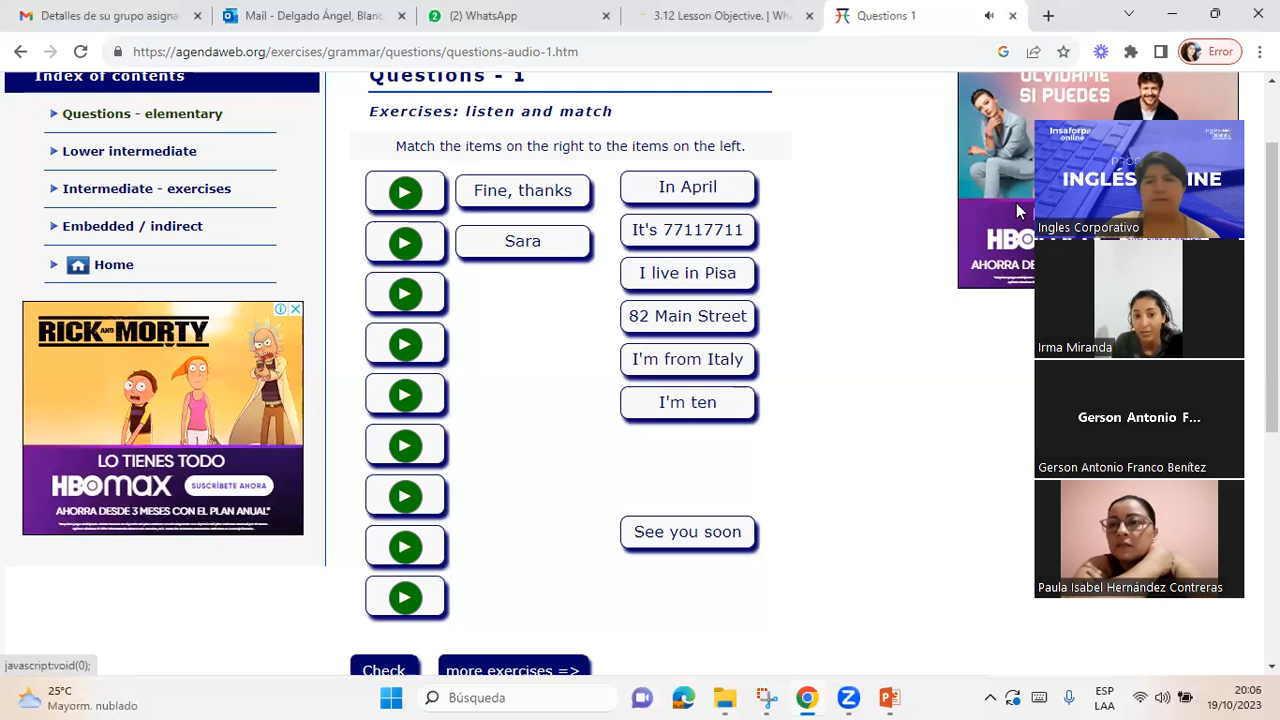 Detalles de su grupo asigna
Mail - Delgado Ángel, Blanc
(2) WhatsApp
3.12 Lesson Objective. | Wh
Questions 1
https://agendaweb.org/exercises/grammar/questions/questions-audio-1.htm
Error
Index of contents
Questions - elementary
Lower intermediate
Intermediate - exercises
Embedded / indirect
Home
RICK AND MORTY
LO TIENES TODO
HBOmax
SUSCRÍBETE AHORA
AHORRA DESDE 3 MESES CON EL PLAN ANUAL*
Questions - 1
Exercises: listen and match
Match the items on the right to the items on the left.
Fine, thanks
Sara
In April
It's 77117711
I live in Pisa
82 Main Street
I'm from Italy
I'm ten
See you soon
Check
more exercises =>
OLVÍDAME
SI PUEDES
HBO
AHORRA DE
Insaforp
online
INGLÉS
INE
Ingles Corporativo
Irma Miranda
Gerson Antonio F...
Gerson Antonio Franco Benítez
Paula Isabel Hernández Contreras
javascript:void(0);
25°C
Mayorm. nublado
Búsqueda
ESP
LAA
20:06
19/10/2023